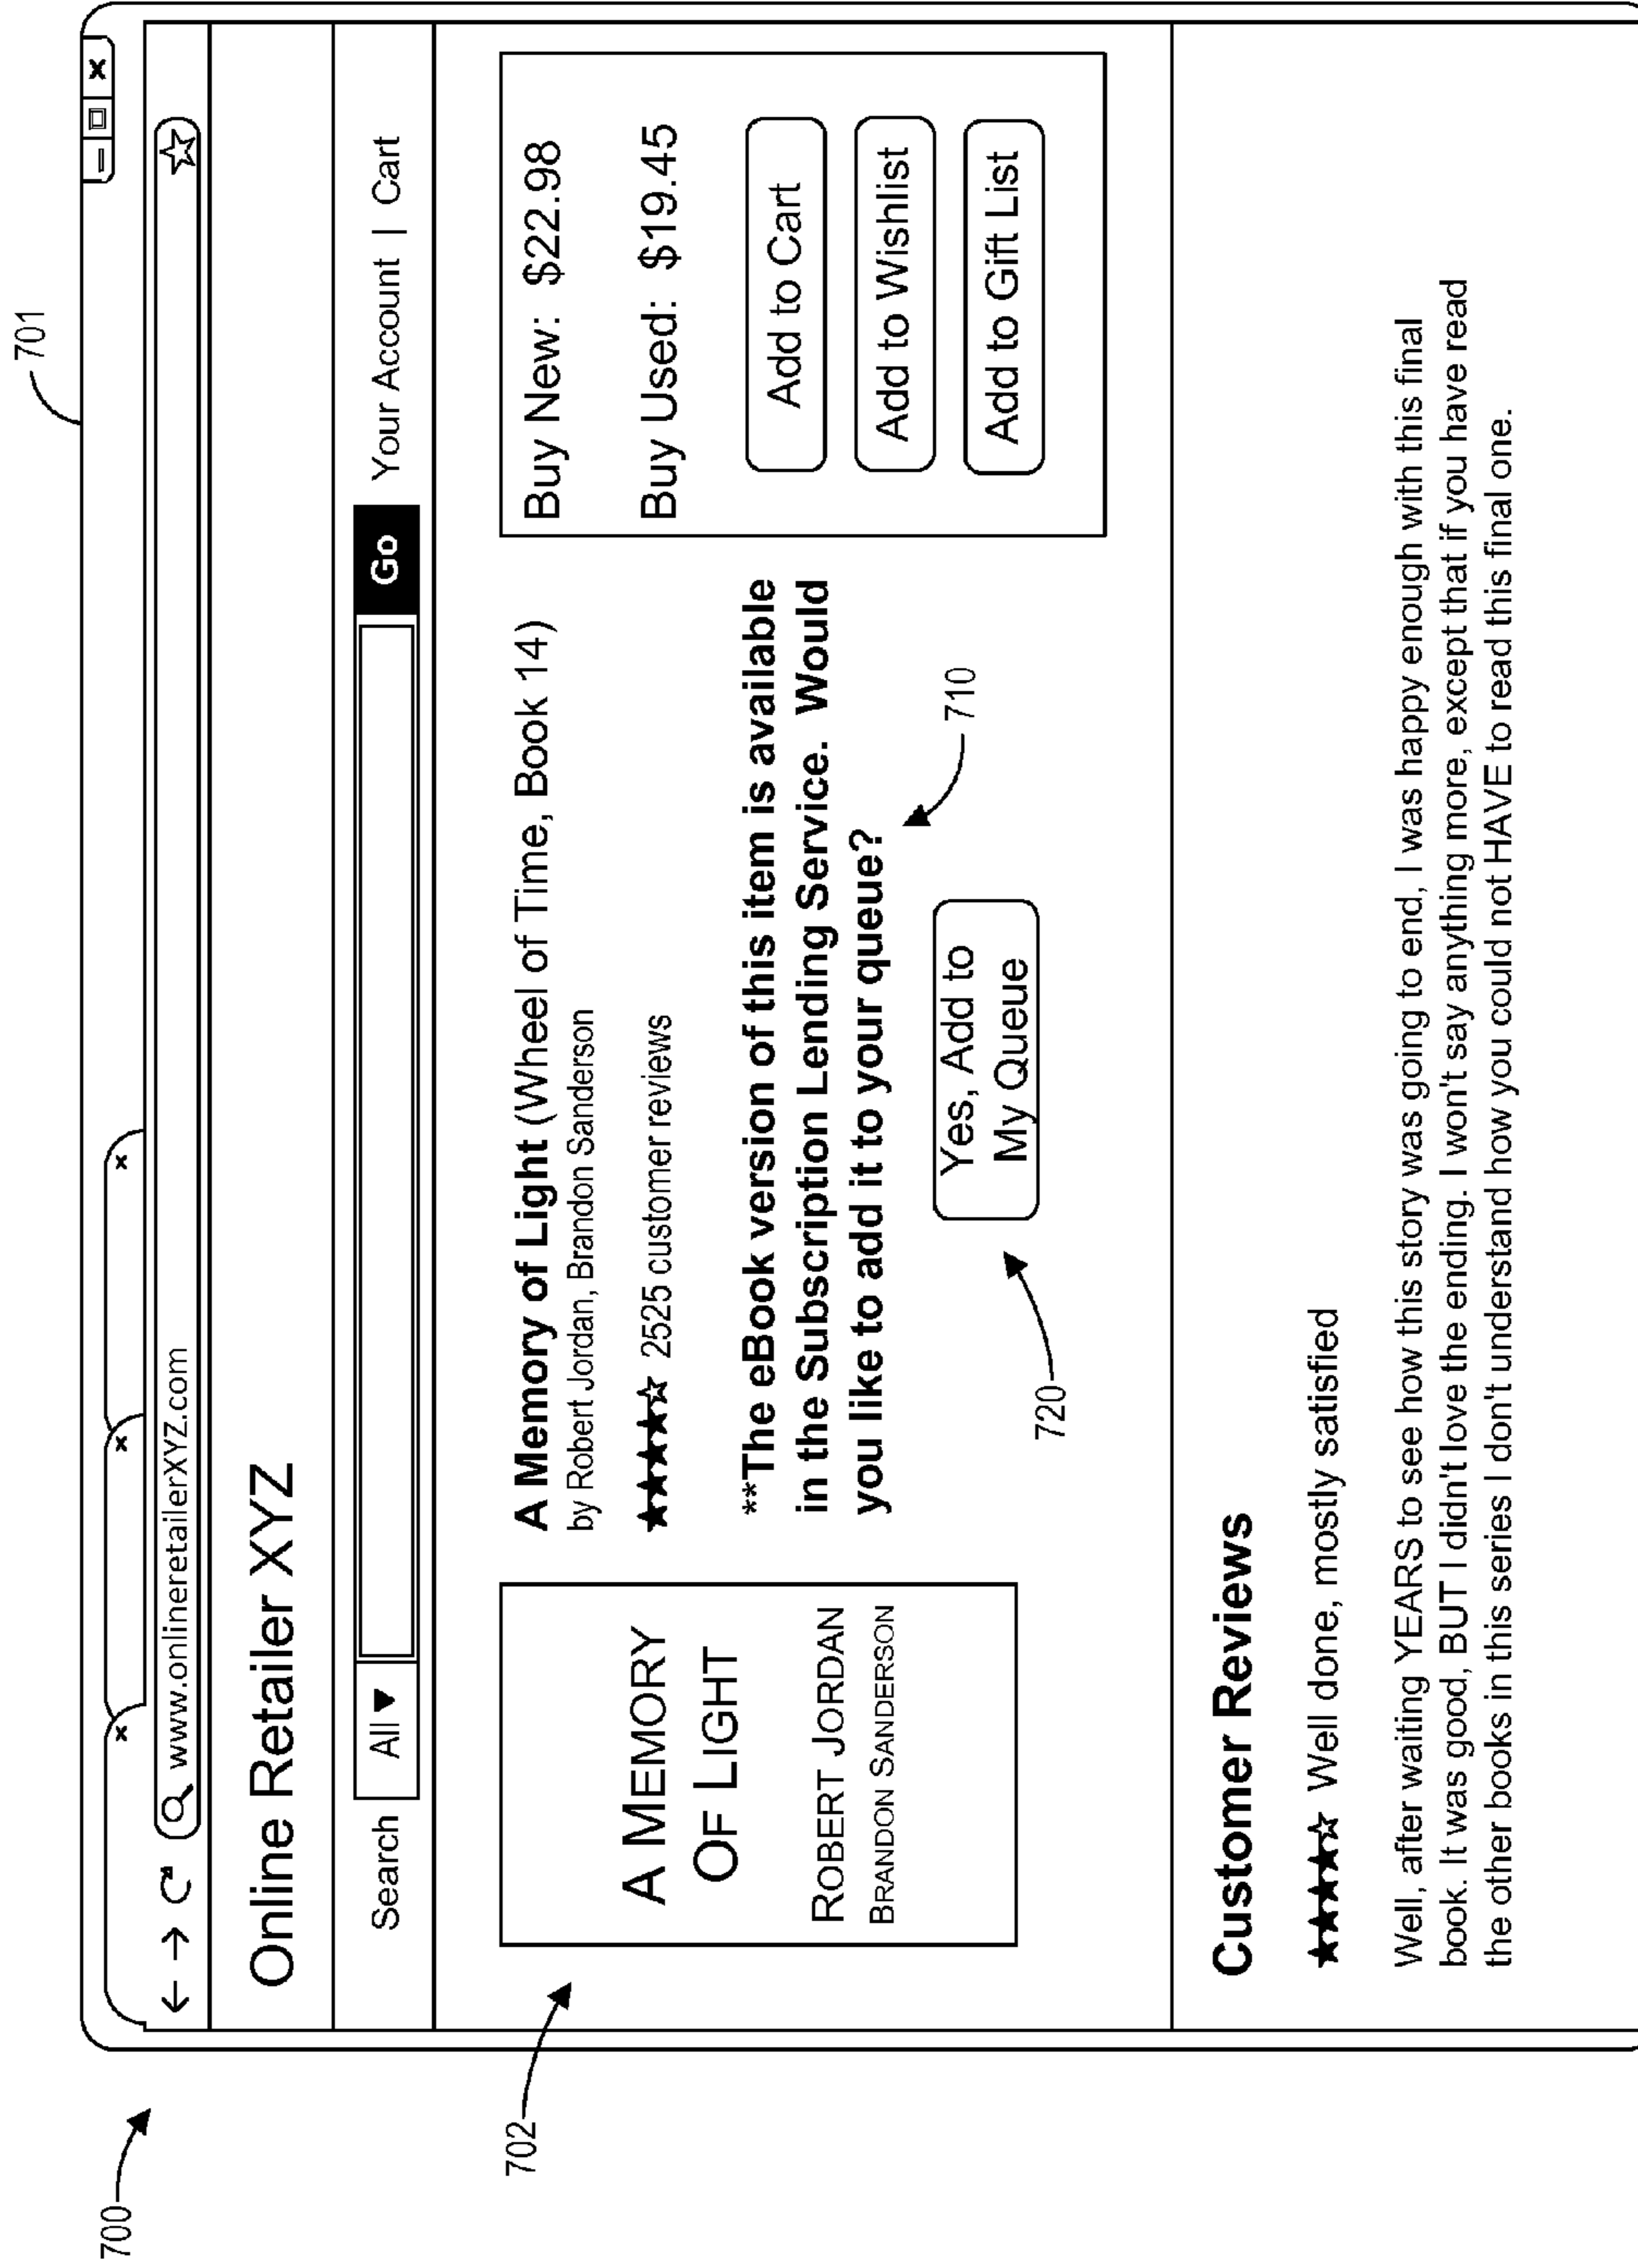 700
701
x
x
x
x
www.onlineretailerXYZ.com
Online Retailer XYZ
Search All Go Your Account | Cart
702
A MEMORY
OF LIGHT
ROBERT JORDAN
BRANDON SANDERSON
A Memory of Light (Wheel of Time, Book 14)
by Robert Jordan, Brandon Sanderson
★★★★☆ 2525 customer reviews
**The eBook version of this item is available
in the Subscription Lending Service. Would
you like to add it to your queue?
710
Yes, Add to
My Queue
720
Buy New: $22.98
Buy Used: $19.45
Add to Cart
Add to Wishlist
Add to Gift List
Customer Reviews
★★★★☆ Well done, mostly satisfied
Well, after waiting YEARS to see how this story was going to end, I was happy enough with this final
book. It was good, BUT I didn't love the ending. I won't say anything more, except that if you have read
the other books in this series I don't understand how you could not HAVE to read this final one.